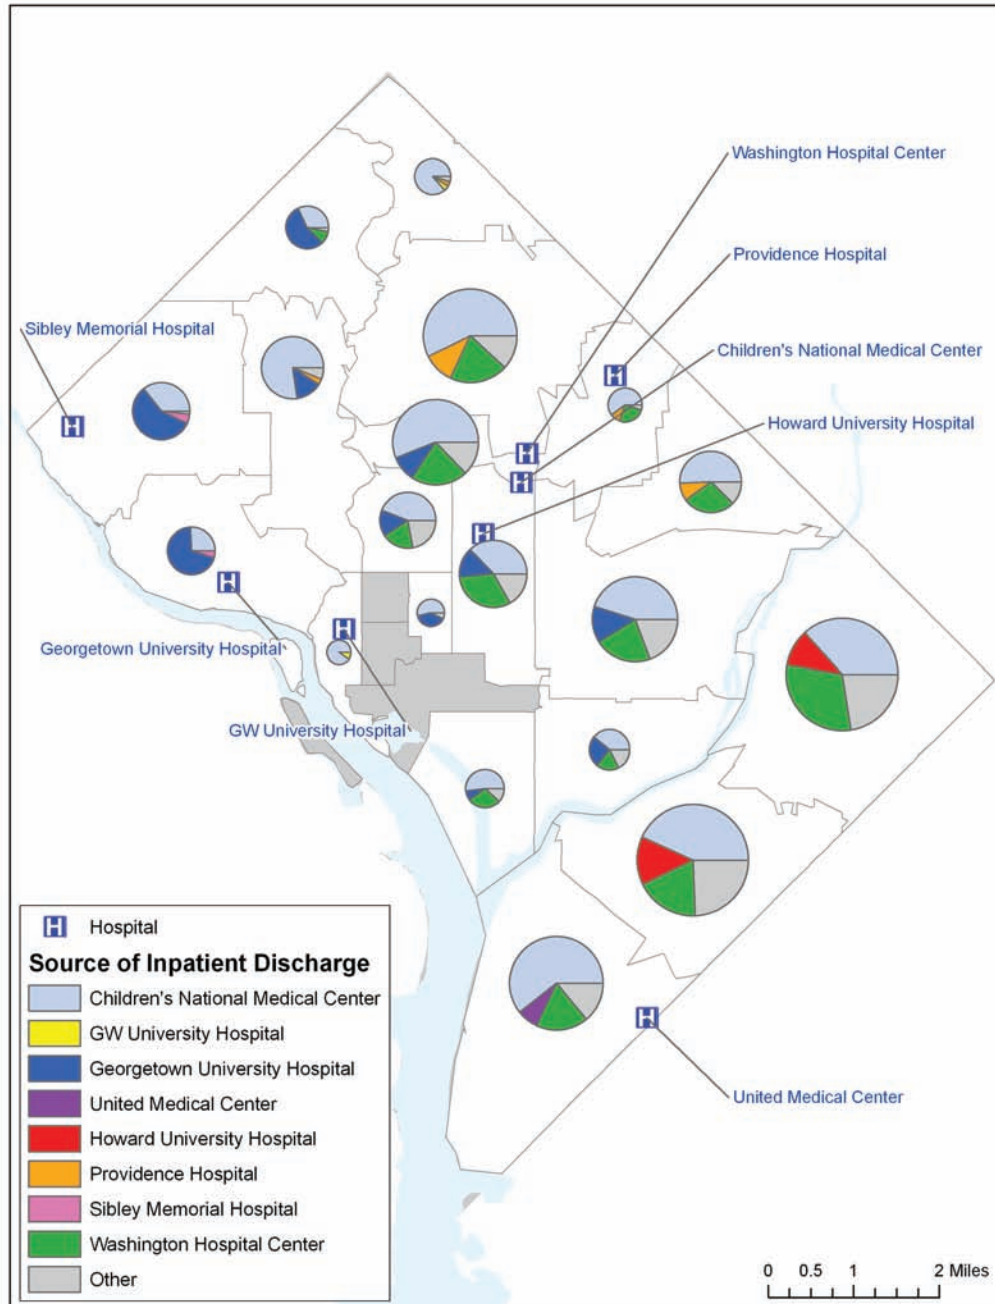 Washington Hospital Center
Providence Hospital
Sibley Memorial Hospital
Children's National Medical Center
Howard University Hospital
H
H
H
H
H
H
Georgetown University Hospital
H
GW University Hospital
H
United Medical Center
H Hospital
Source of Inpatient Discharge
Children's National Medical Center
GW University Hospital
Georgetown University Hospital
United Medical Center
Howard University Hospital
Providence Hospital
Sibley Memorial Hospital
Washington Hospital Center
Other
0 0.5 1 2 Miles